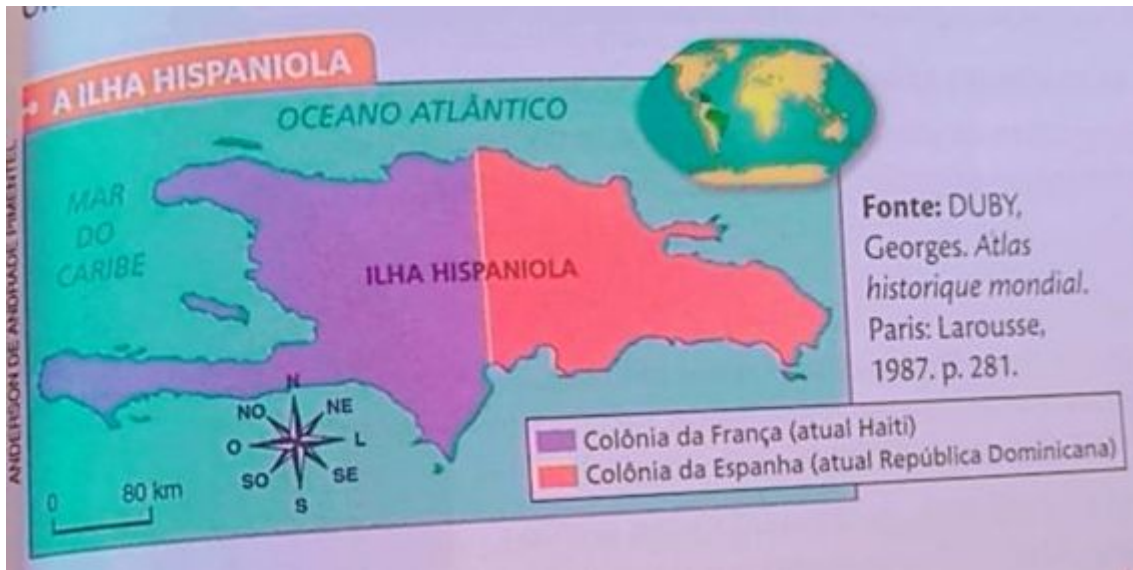 A ILHA HISPANIOLA
OCEANO ATLÂNTICO
MAR
DO
CARIBE
ILHA HISPANIOLA
N
NO
NE
O
L
SO
SE
S
0
80 km
Fonte: DUBY,
Georges. Atlas
historique mondial.
Paris: Larousse,
1987. p. 281.
Colônia da França (atual Haiti)
Colônia da Espanha (atual República Dominicana)
ANDERSON DE ANDRADE PIMENTEL